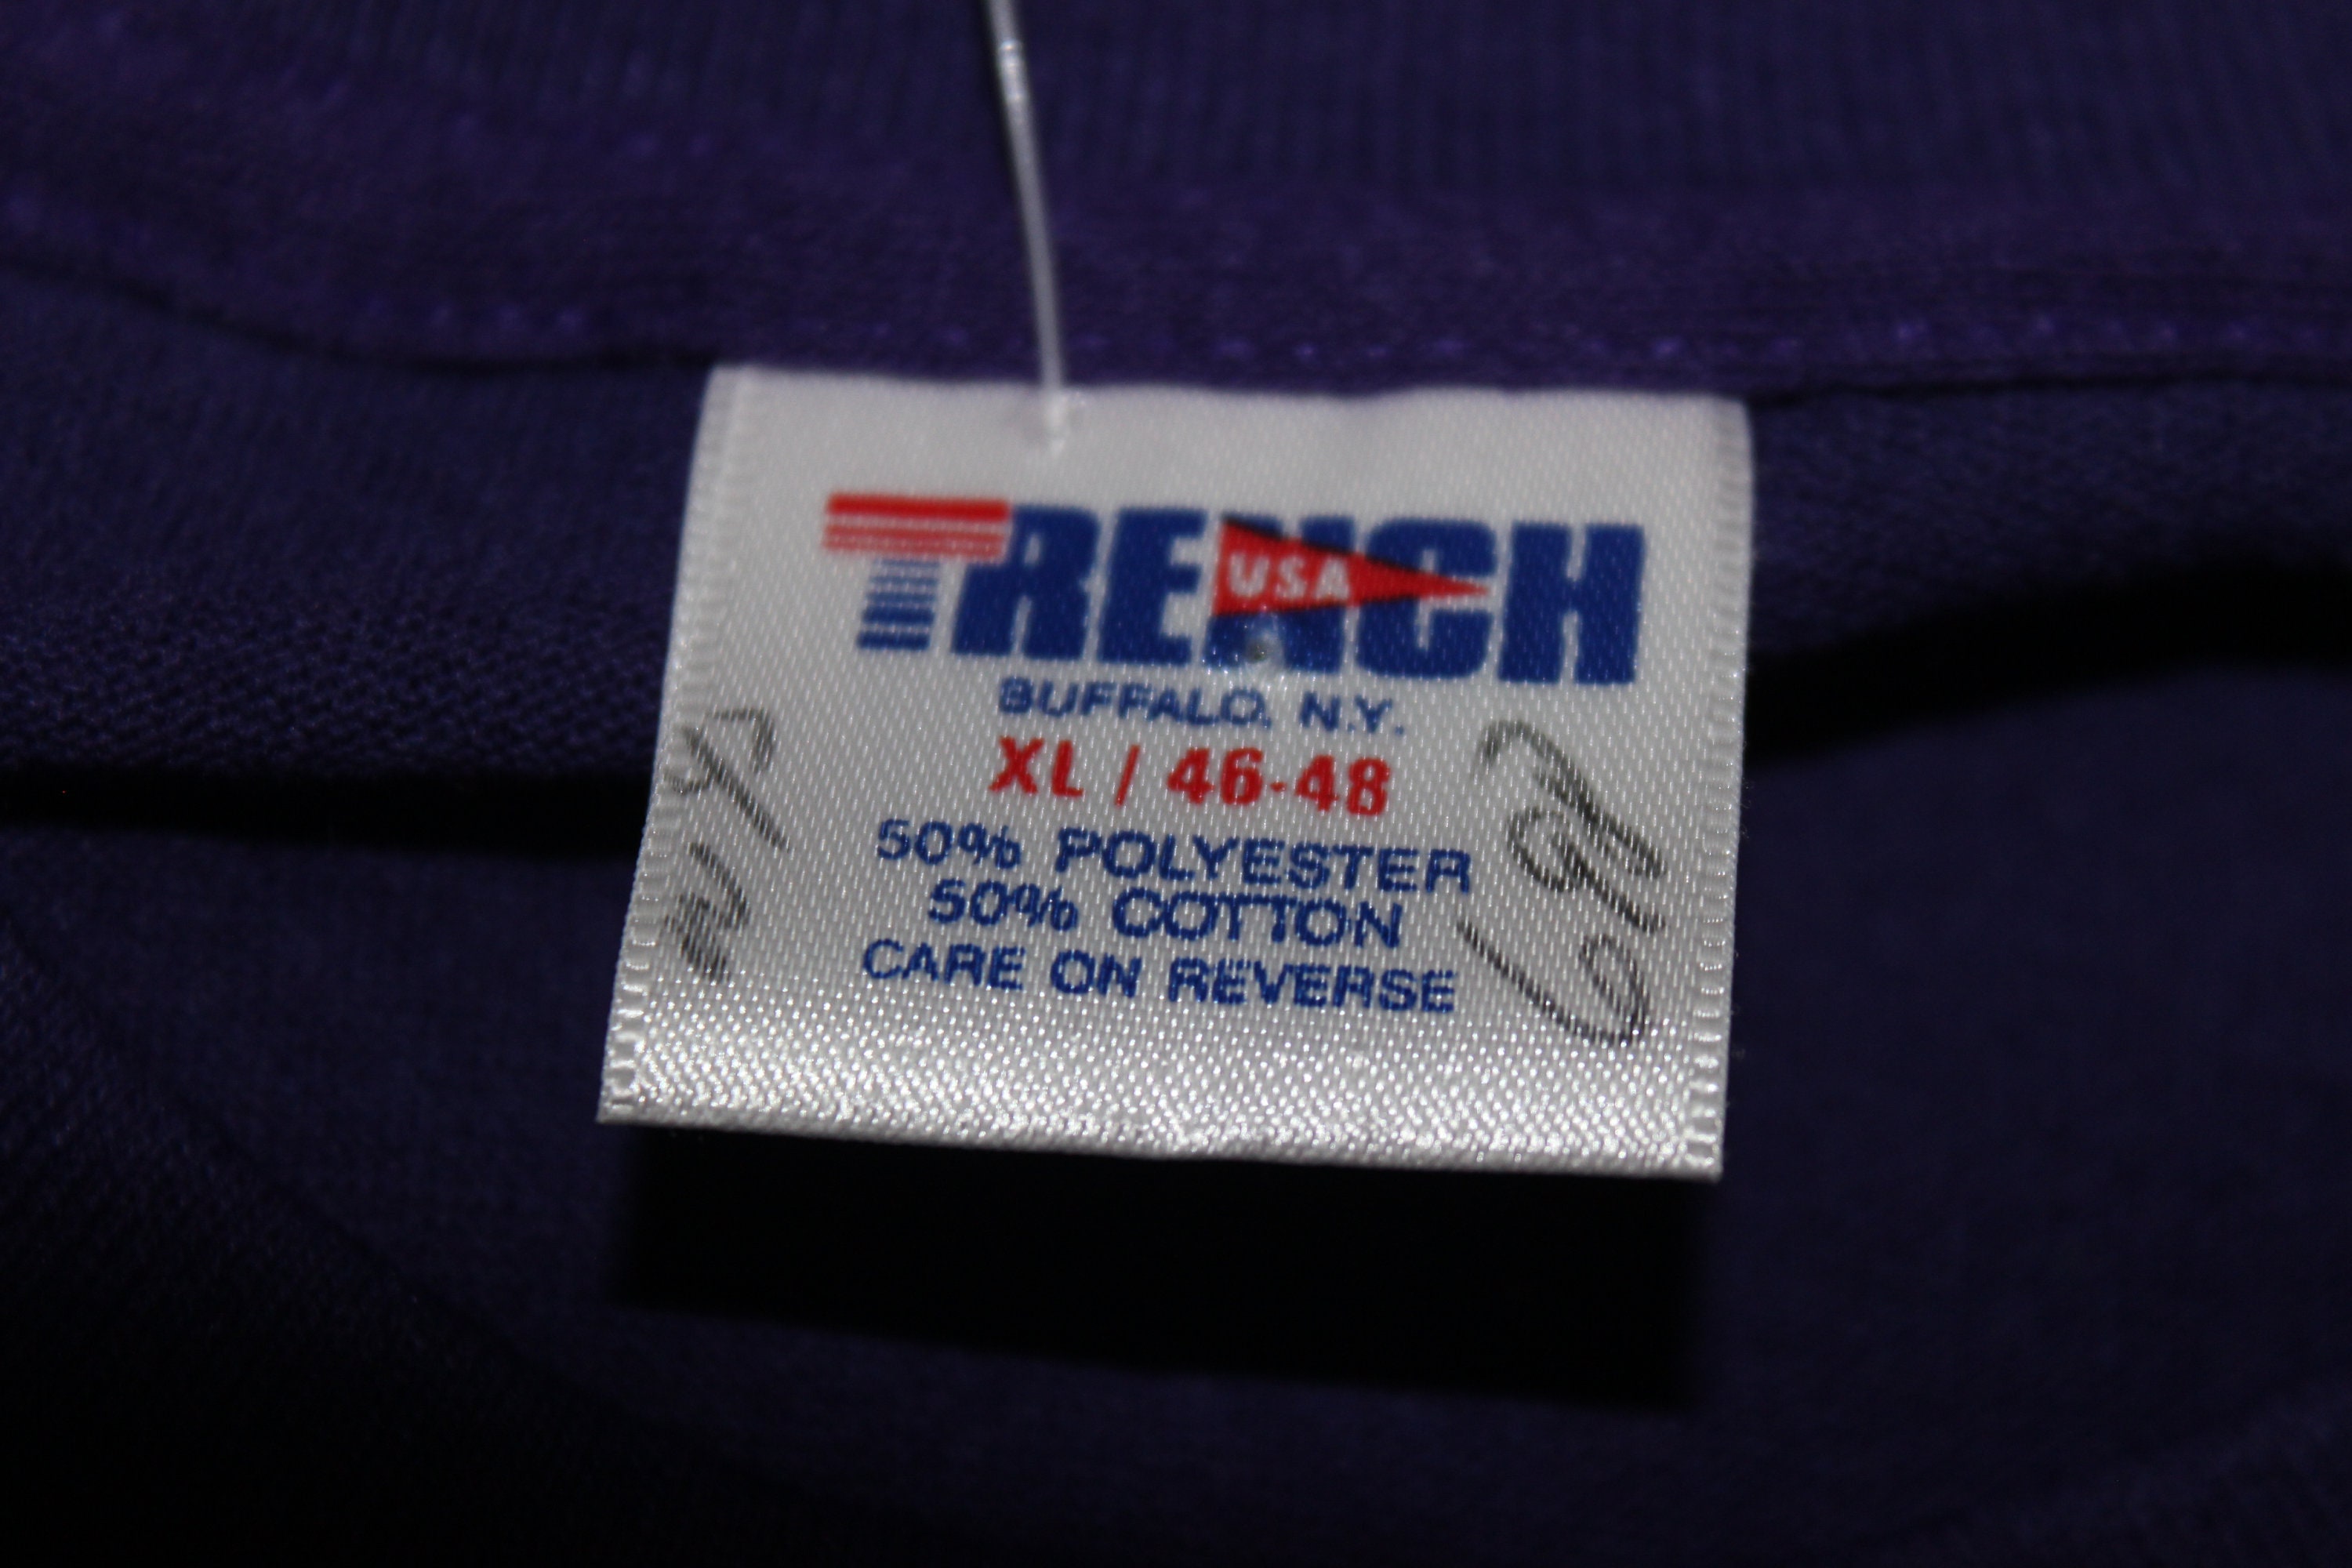 TRENCH
USA
BUFFALO, N.Y.
XL / 46-48
50% POLYESTER
50% COTTON
CARE ON REVERSE